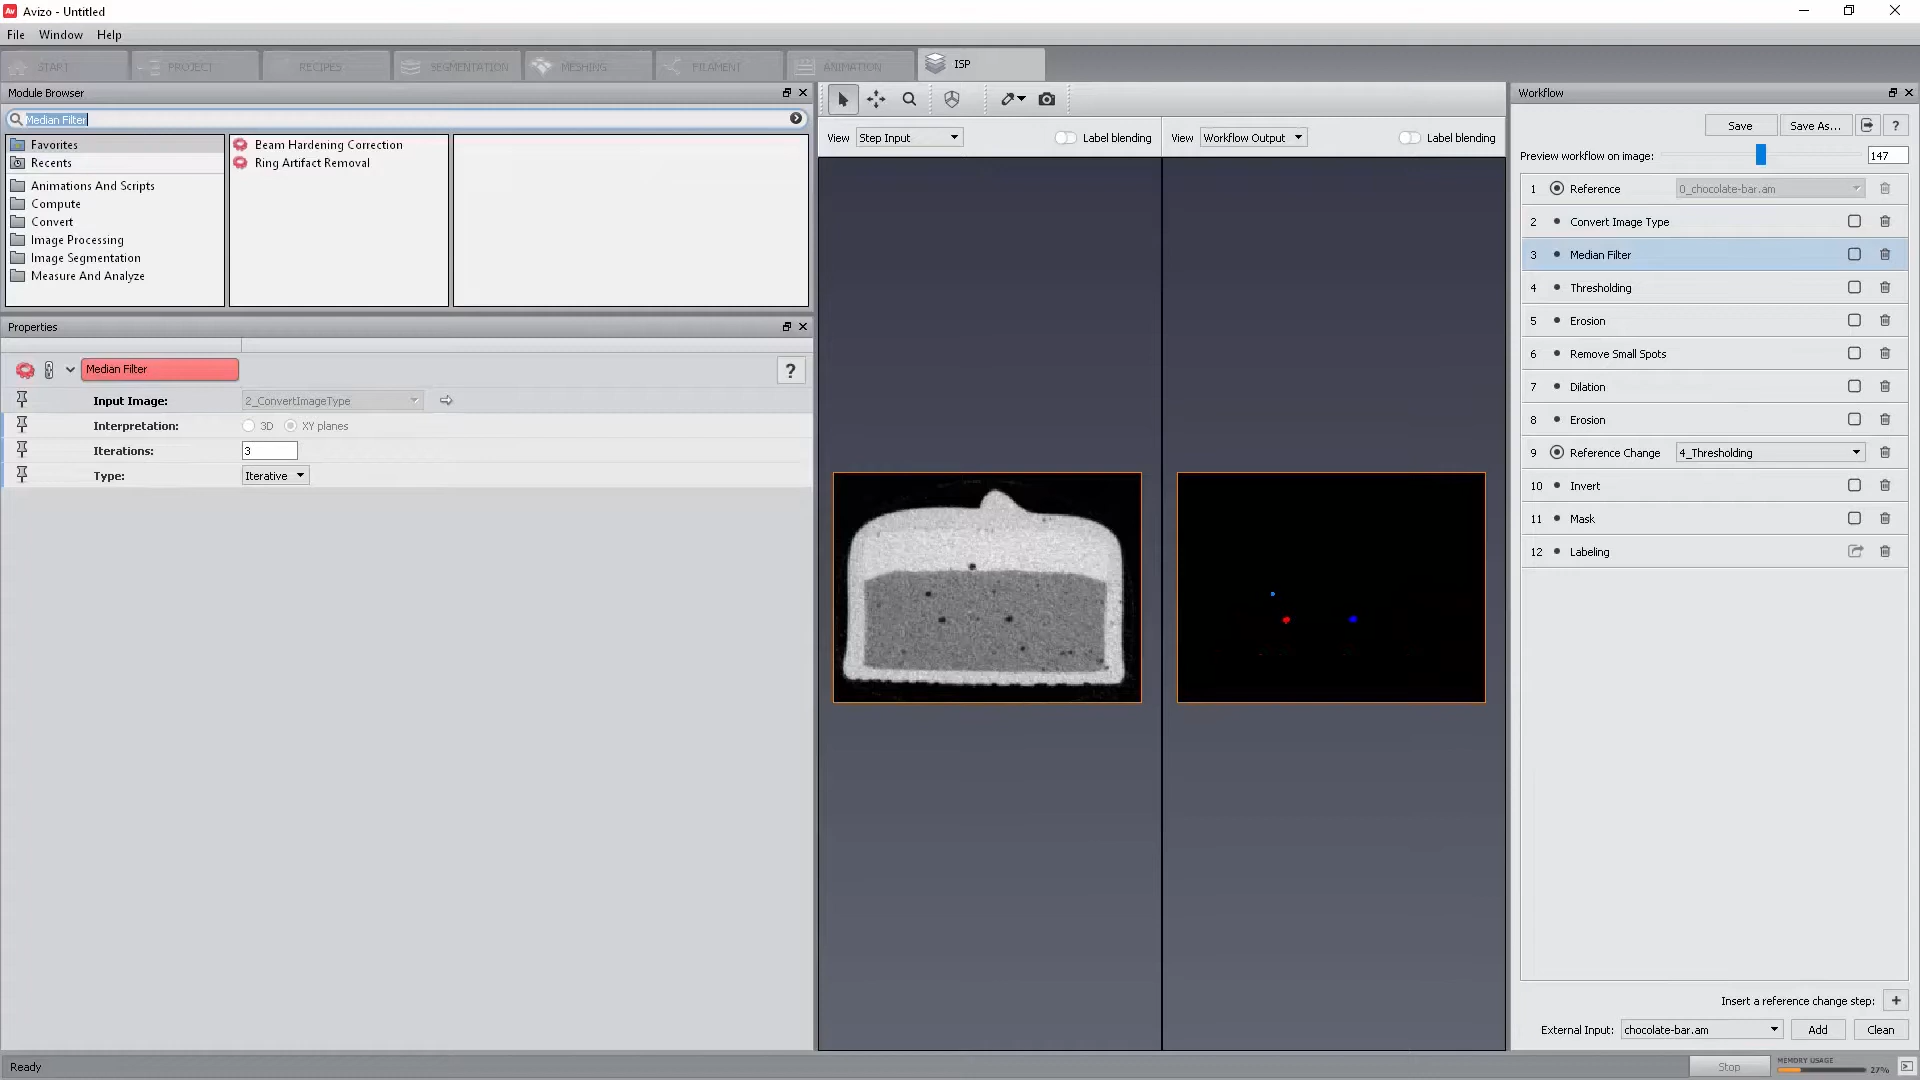 Av Avizo - Untitled
File Window Help
START PROJECT RECIPES SEGMENTATION MESHING FILAMENT ANIMATION ISP
Module Browser
Median Filter
Favorites
Recents
Animations And Scripts
Compute
Convert
Image Processing
Image Segmentation
Measure And Analyze
Beam Hardening Correction
Ring Artifact Removal
Properties
Median Filter ?
Input Image: 2_ConvertImageType
Interpretation: 3D XY planes
Iterations: 3
Type: Iterative
View Step Input Label blending
View Workflow Output Label blending
Workflow
Save Save As... ?
Preview workflow on image: 147
1 Reference 0_chocolate-bar.am
2 Convert Image Type
3 Median Filter
4 Thresholding
5 Erosion
6 Remove Small Spots
7 Dilation
8 Erosion
9 Reference Change 4_Thresholding
10 Invert
11 Mask
12 Labeling
Insert a reference change step: +
External Input: chocolate-bar.am Add Clean
Ready
Stop MEMORY USAGE 27%